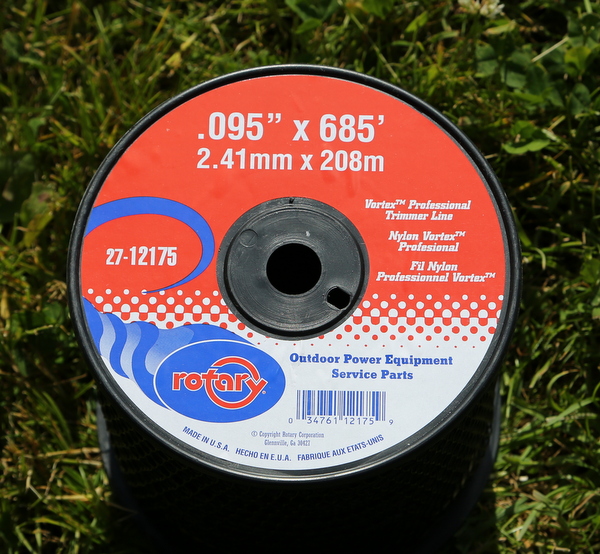 .095” x 685’
2.41mm x 208m
Vortex™ Professional
Trimmer Line
Nylon Vortex™
Profesional
Fil Nylon
Professionnel Vortex™
27-12175
rotary®
Outdoor Power Equipment
Service Parts
0 34761 12175 9
© Copyright Rotary Corporation
Glennville, Ga 30427
MADE IN U.S.A. HECHO EN E.U.A. FABRIQUE AUX ETATS-UNIS